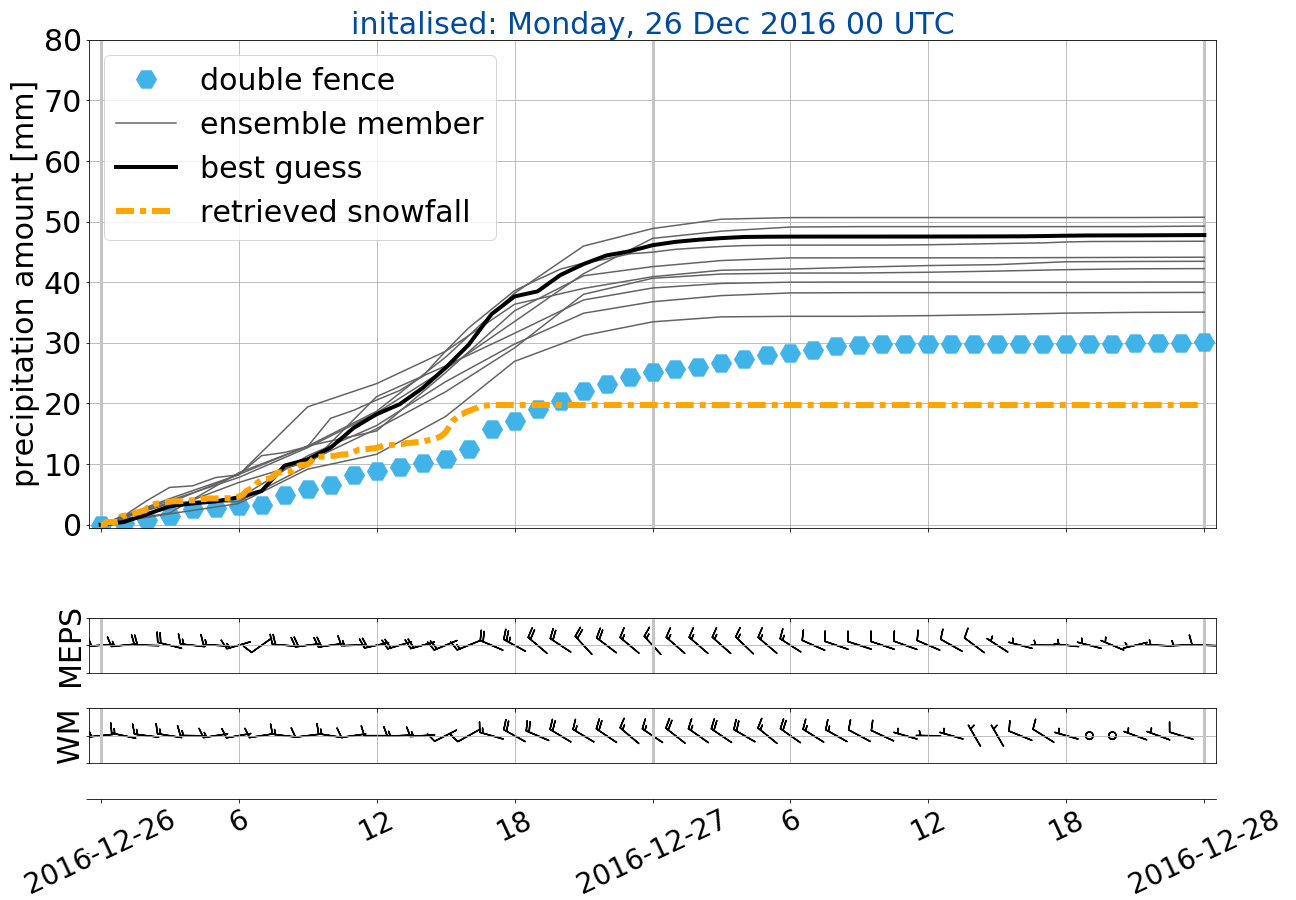 initalised: Monday, 26 Dec 2016 00 UTC
precipitation amount [mm]
80
70
60
50
40
30
20
10
0
double fence
ensemble member
best guess
retrieved snowfall
MEPS
WM
2016-12-26
6
12
18
2016-12-27
6
12
18
2016-12-28